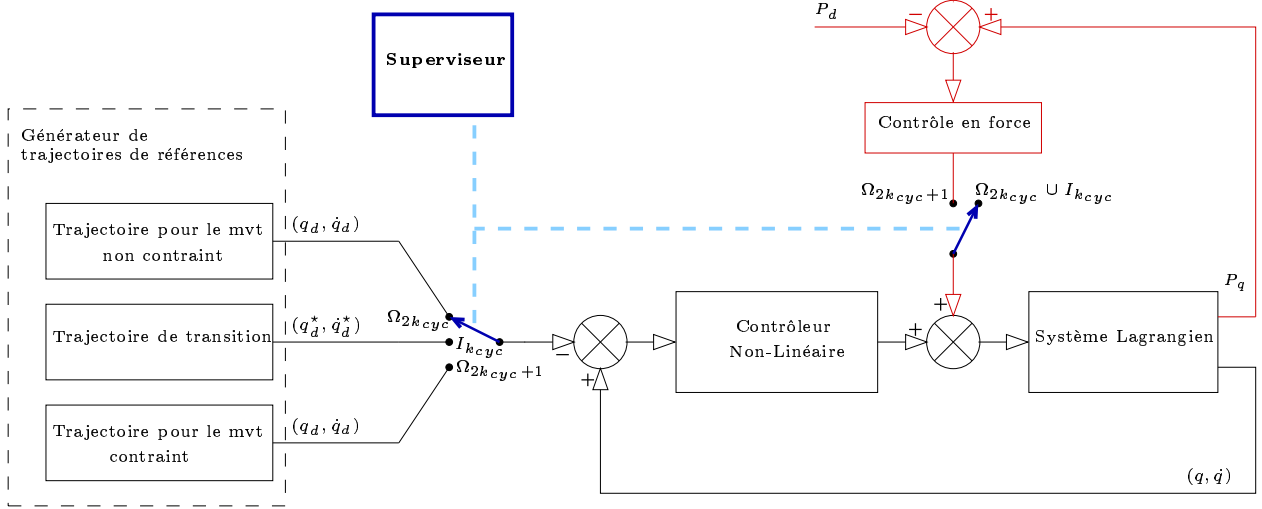 P_d
−
+
Superviseur
Contrôle en force
Générateur de
trajectoires de références
Ω_{2k_{cyc}+1}
Ω_{2k_{cyc}} ∪ I_{k_{cyc}}
Trajectoire pour le mvt
non contraint
(q_d, q̇_d)
P_q
+
Trajectoire de transition
(q_d^⋆, q̇_d^⋆)
Ω_{2k_{cyc}}
I_{k_{cyc}}
Ω_{2k_{cyc}+1}
−
+
Contrôleur
Non-Linéaire
+
Système Lagrangien
Trajectoire pour le mvt
contraint
(q_d, q̇_d)
(q, q̇)